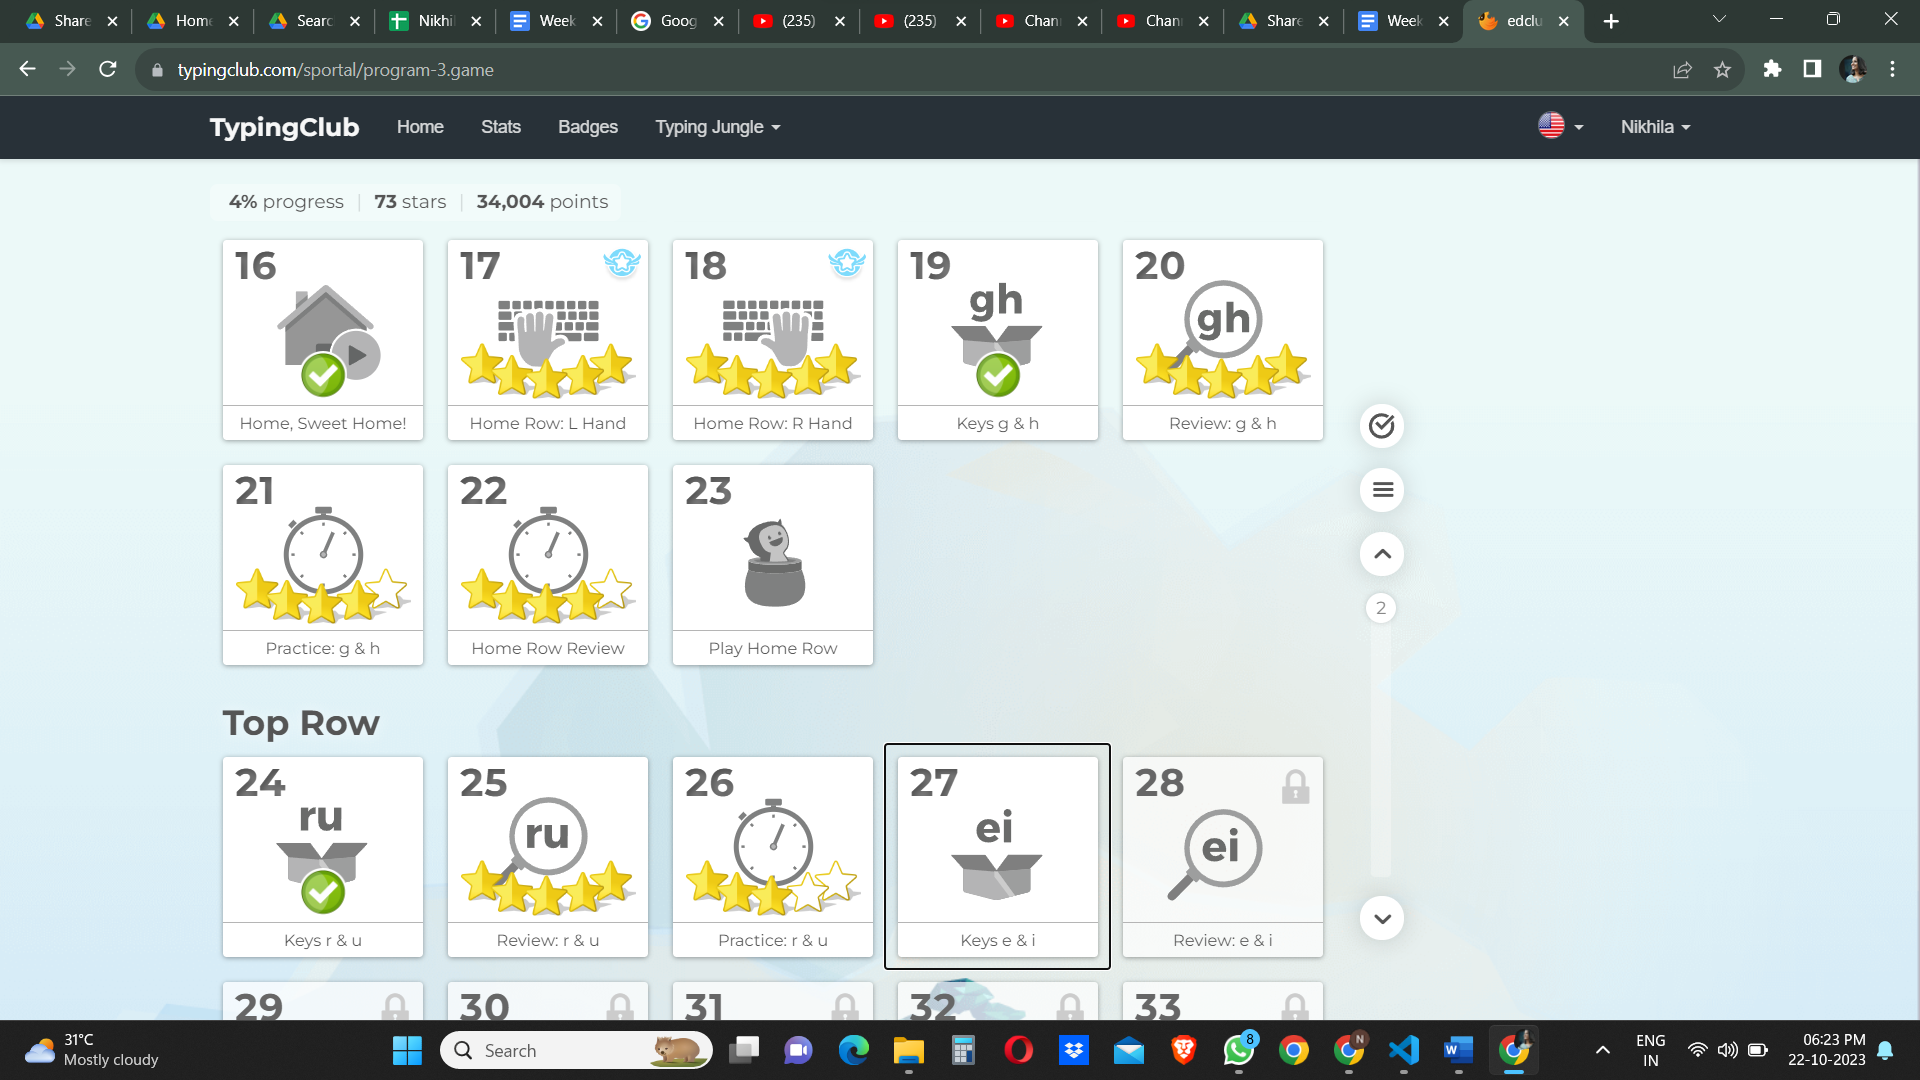 Share
Home
Searc
Nikhil
Week
Goog
(235)
(235)
Chan
Chan
Share
Week
edclu
typingclub.com/sportal/program-3.game
TypingClub Home Stats Badges Typing Jungle Nikhila
4% progress 73 stars 34,004 points
16 17 18 19 20
gh gh
Home, Sweet Home! Home Row: L Hand Home Row: R Hand Keys g & h Review: g & h
21 22 23
2
Practice: g & h Home Row Review Play Home Row
Top Row
24 25 26 27 28
ru ru ei ei
Keys r & u Review: r & u Practice: r & u Keys e & i Review: e & i
29 30 31 32 33
31°C
Mostly cloudy
Search
8
N
W
ENG
IN
06:23 PM
22-10-2023